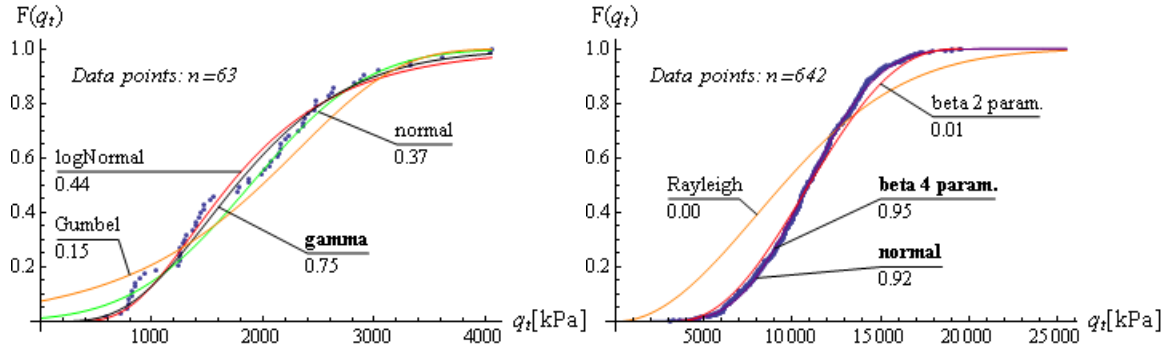 F(qt)
1.0
0.8
0.6
0.4
0.2
Data points: n=63
normal
0.37
logNormal
0.44
Gumbel
0.15
gamma
0.75
1000
2000
3000
4000
qt[kPa]
F(qt)
1.0
0.8
0.6
0.4
0.2
Data points: n=642
beta 2 param.
0.01
Rayleigh
0.00
beta 4 param.
0.95
normal
0.92
5000
10 000
15 000
20 000
25 000
qt[kPa]